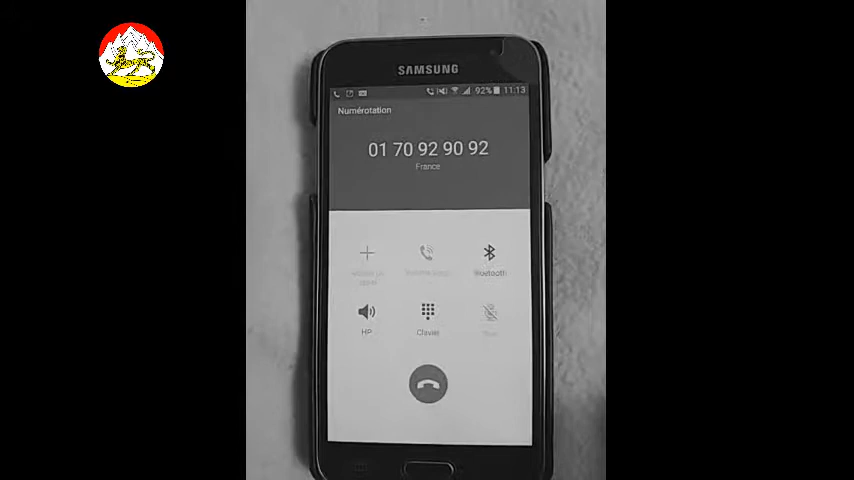 SAMSUNG
92% 11:13
Numérotation
01 70 92 90 92
France
Bluetooth
HP
Clavier